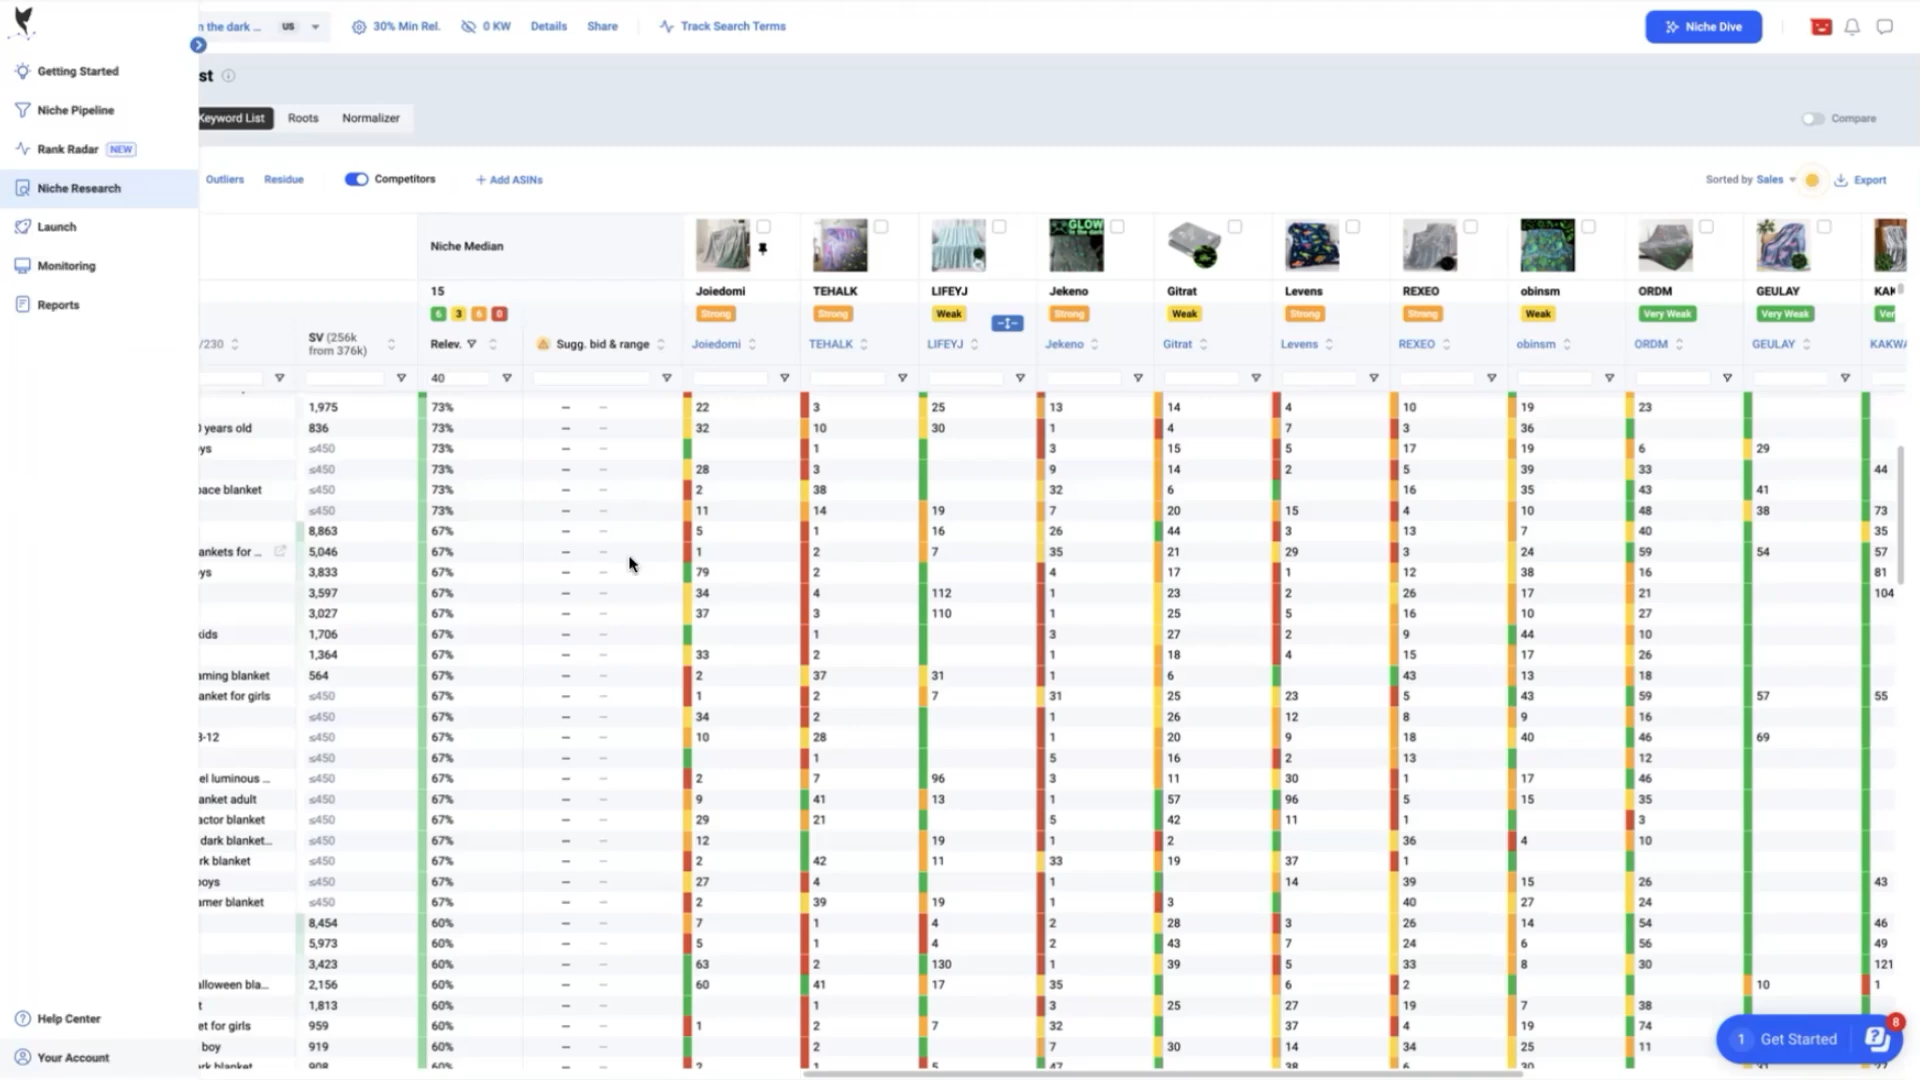 n the dark ... US 30% Min Rel. 0 KW Details Share Track Search Terms Niche Dive
Getting Started
Niche Pipeline
Rank Radar NEW
Niche Research
Launch
Monitoring
Reports
Help Center
Your Account
st
Keyword List Roots Normalizer Compare
Outliers Residue Competitors + Add ASINs Sorted by Sales Export
GLOW
Niche Median
15 Joiedomi TEHALK LIFEYJ Jekeno Gitrat Levens REXEO obinsm ORDM GEULAY
6 3 6 0 Strong Strong Weak Strong Weak Strong Strong Weak Very Weak Very Weak Ver
/230 SV (256k from 376k) Relev. Sugg. bid & range Joiedomi TEHALK LIFEYJ Jekeno Gitrat Levens REXEO obinsm ORDM GEULAY KAKWA
40
1,975 73% – – 22 3 25 13 14 4 10 19 23
years old 836 73% – – 32 10 30 1 4 7 3 36
ys ≤450 73% – – 1 3 15 5 17 19 6 29
≤450 73% – – 28 3 9 14 2 5 39 33 44
pace blanket ≤450 73% – – 2 38 32 6 16 35 43 41
≤450 73% – – 11 14 19 7 20 15 4 10 48 38 73
8,863 67% – – 5 1 16 26 44 3 13 7 40 35
ankets for ... 5,046 67% – – 1 2 7 35 21 29 3 24 59 54 57
ys 3,833 67% – – 79 2 4 17 1 12 38 16 81
3,597 67% – – 34 4 112 1 23 2 26 17 21 104
3,027 67% – – 37 3 110 1 25 5 16 10 27
kids 1,706 67% – – 1 3 27 2 9 44 10
1,364 67% – – 33 2 1 18 4 15 17 26
aming blanket 564 67% – – 2 37 31 1 6 43 13 18
anket for girls ≤450 67% – – 1 2 7 31 25 23 5 43 59 57 55
≤450 67% – – 34 2 1 26 12 8 9 16
3-12 ≤450 67% – – 10 28 1 20 9 18 40 46 69
≤450 67% – – 1 5 16 2 13 12
el luminous ... ≤450 67% – – 2 7 96 3 11 30 1 17 46
anket adult ≤450 67% – – 9 41 13 1 57 96 5 15 35
actor blanket ≤450 67% – – 29 21 5 42 11 1 3
dark blanket... ≤450 67% – – 12 19 1 2 36 4 10
rk blanket ≤450 67% – – 2 42 11 33 19 37 1
boys ≤450 67% – – 27 4 1 14 39 15 26 43
amer blanket ≤450 67% – – 2 39 19 1 3 40 27 24
8,454 60% – – 7 1 4 2 28 3 26 14 54 46
5,973 60% – – 5 1 4 2 43 7 24 6 56 49
3,423 60% – – 63 2 130 1 39 5 33 8 30 121
alloween bla... 2,156 60% – – 60 41 17 35 6 2 10 1
t 1,813 60% – – 1 3 25 27 19 7 38
et for girls 959 60% – – 1 2 7 32 37 4 19 74
boy 919 60% – – 2 7 30 14 34 25 11
1 Get Started 8